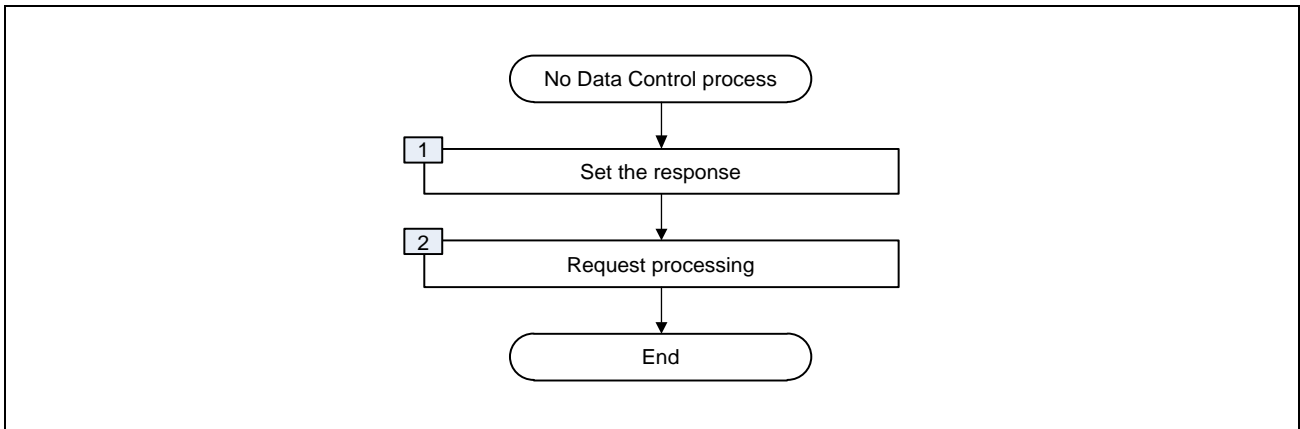 No Data Control process
1
Set the response
2
Request processing
End